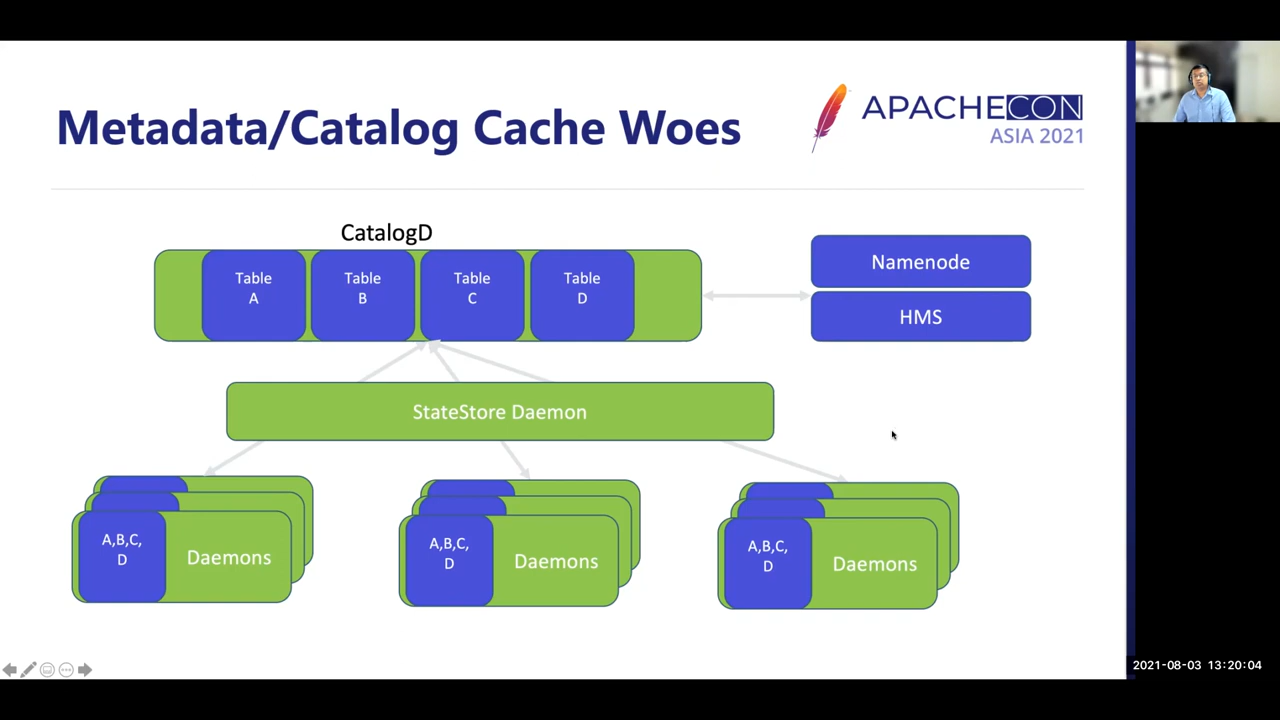 Metadata/Catalog Cache Woes
APACHECON
ASIA 2021
CatalogD
Table
A
Table
B
Table
C
Table
D
Namenode
HMS
StateStore Daemon
A,B,C,
D
Daemons
A,B,C,
D
Daemons
A,B,C,
D
Daemons
2021-08-03 13:20:04